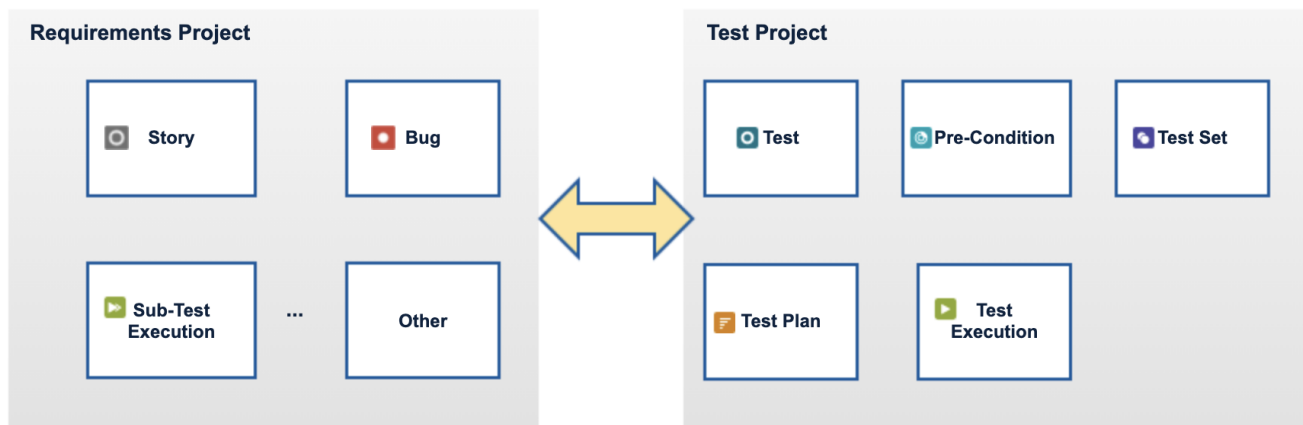 Requirements Project
Test Project
Story
Bug
Test
Pre-Condition
Test Set
Sub-Test
Execution
...
Other
Test Plan
Test
Execution